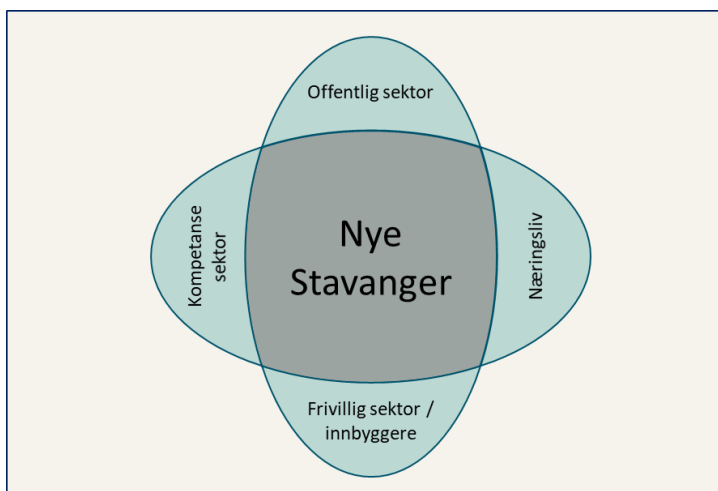 Offentlig sektor
Kompetanse
sektor
Nye
Stavanger
Næringsliv
Frivillig sektor /
innbyggere